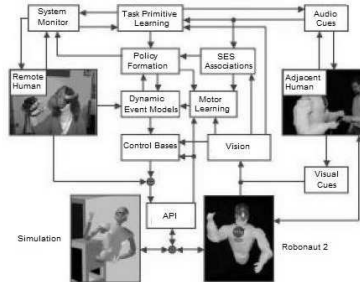 System
Monitor
Task Primitive
Learning
Audio
Cues
Policy
Formation
SES
Associations
Remote
Human
Adjacent
Human
Dynamic
Event Models
Motor
Learning
Control Bases
Vision
Visual
Cues
API
Simulation
Robonaut 2